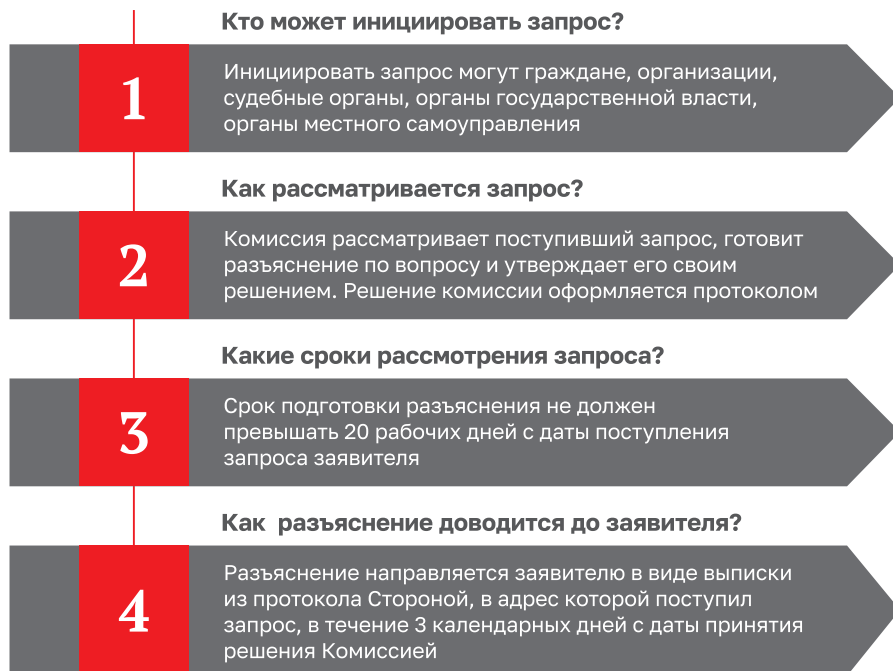 Кто может инициировать запрос?
1
Инициировать запрос могут граждане, организации,
судебные органы, органы государственной власти,
органы местного самоуправления
Как рассматривается запрос?
2
Комиссия рассматривает поступивший запрос, готовит
разъяснение по вопросу и утверждает его своим
решением. Решение комиссии оформляется протоколом
Какие сроки рассмотрения запроса?
3
Срок подготовки разъяснения не должен
превышать 20 рабочих дней с даты поступления
запроса заявителя
Как  разъяснение доводится до заявителя?
4
Разъяснение направляется заявителю в виде выписки
из протокола Стороной, в адрес которой поступил
запрос, в течение 3 календарных дней с даты принятия
решения Комиссией